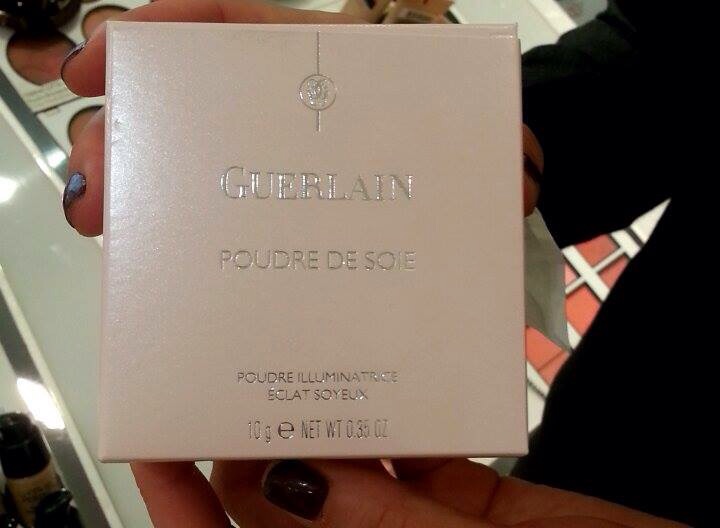 GUERLAIN
POUDRE DE SOIE
POUDRE ILLUMINATRICE
ÉCLAT SOYEUX
10 g ℮ NET WT 0.35 OZ